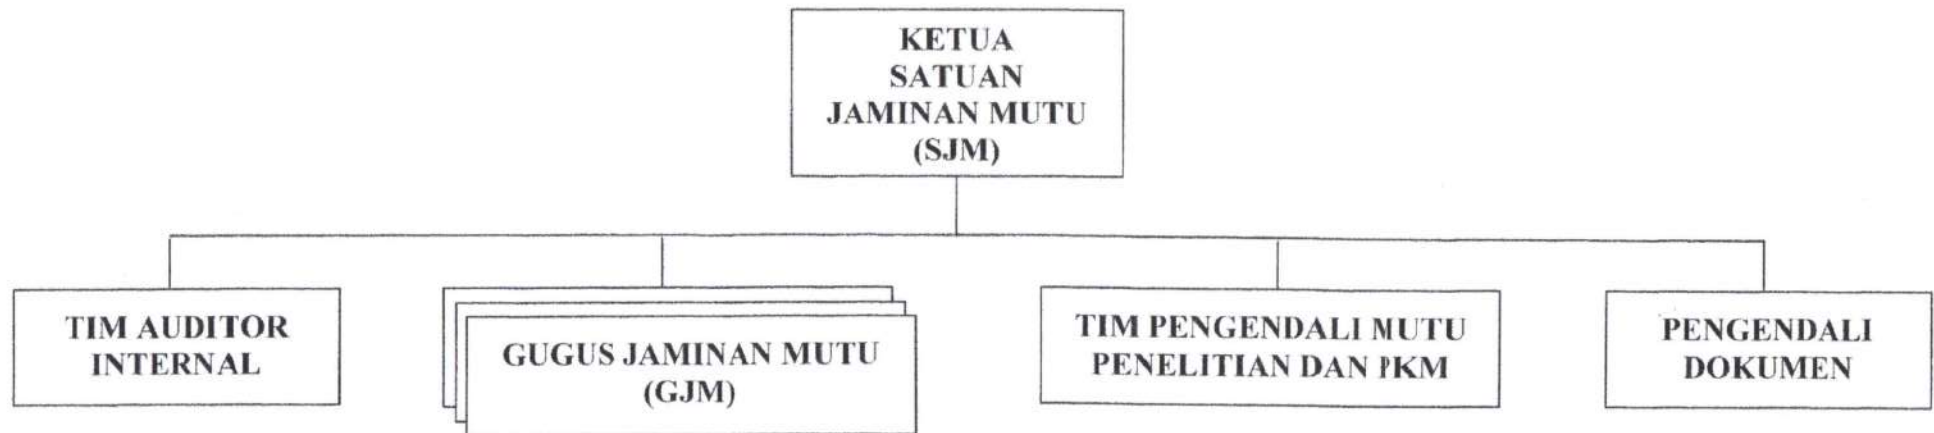 KETUA
SATUAN
JAMINAN MUTU
(SJM)
TIM AUDITOR
INTERNAL
GUGUS JAMINAN MUTU
(GJM)
TIM PENGENDALI MUTU
PENELITIAN DAN PKM
PENGENDALI
DOKUMEN